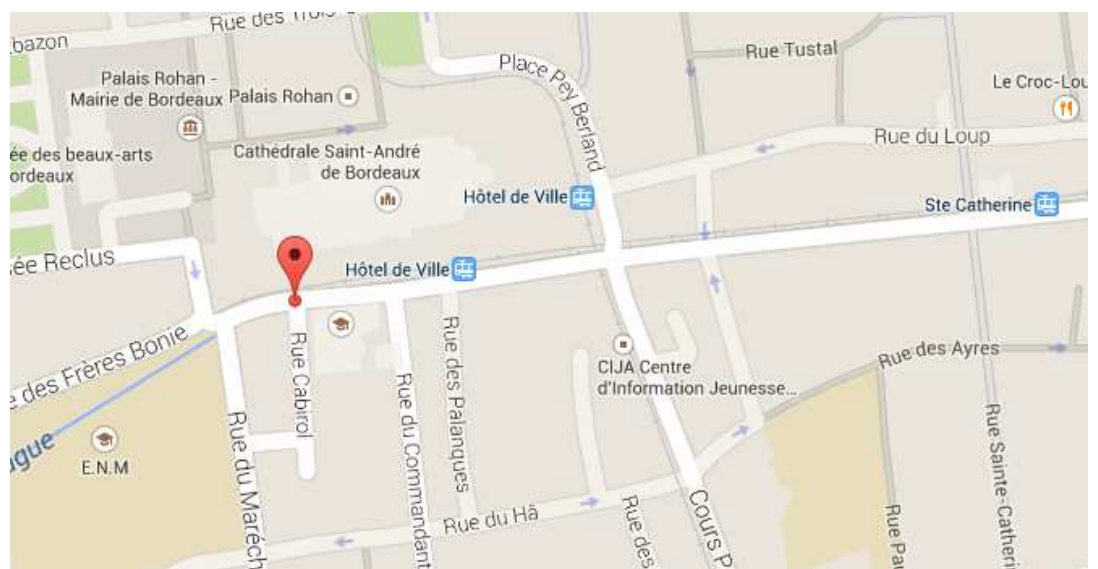 bazon
Rue des Trois
Place Pey Berland
Rue Tustal
Palais Rohan -
Mairie de Bordeaux
Palais Rohan
Le Croc-Lou
Rue du Loup
ée des beaux-arts
ordeaux
Cathédrale Saint-André
de Bordeaux
Hôtel de Ville
Ste Catherine
ée Reclus
Hôtel de Ville
e des Frères Bonie
Rue Cabirol
Rue des Palanques
CIJA Centre
d'Information Jeunesse...
Rue des Ayres
E.N.M
gue
Rue du Maréch
Rue du Commandant
Rue du Hâ
Rue des
Cours P
Rue Pau
Rue Sainte-Catheri